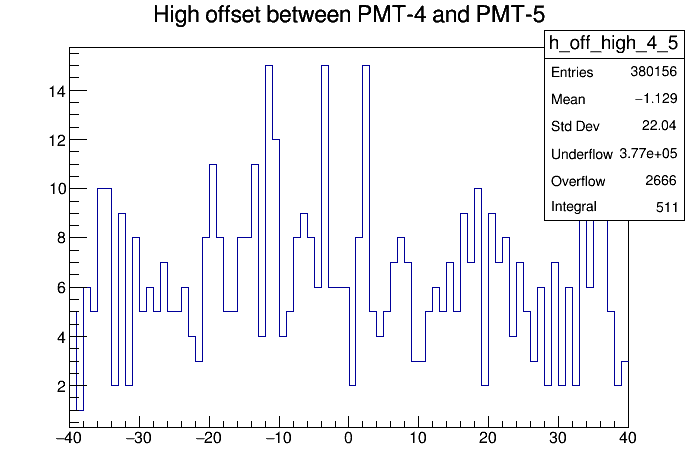 High offset between PMT-4 and PMT-5
h_off_high_4_5
Entries 380156
Mean −1.129
Std Dev 22.04
Underflow 3.77e+05
Overflow 2666
Integral 511
14
12
10
8
6
4
2
−40 −30 −20 −10 0 10 20 30 40